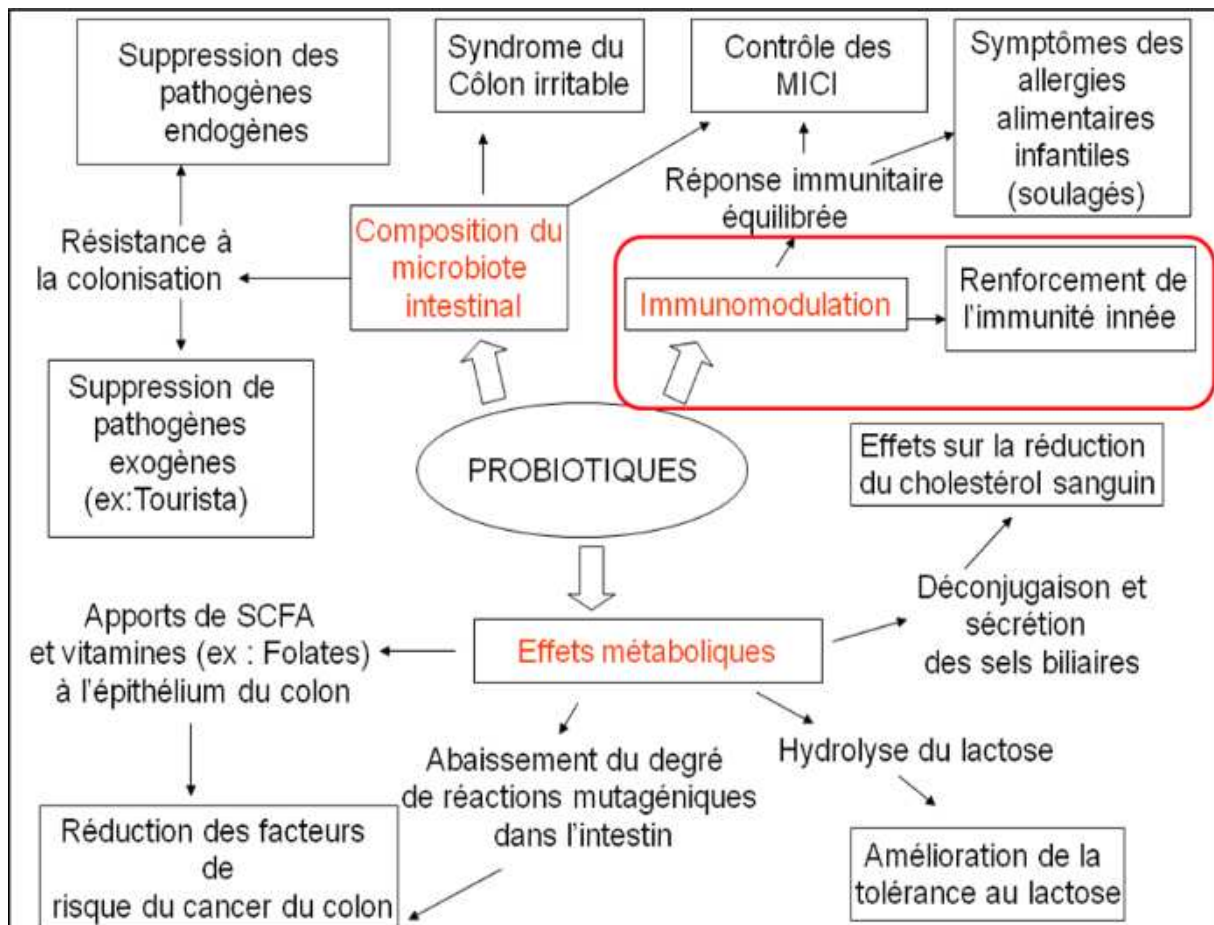 Suppression des
pathogènes
endogènes
Syndrome du
Côlon irritable
Contrôle des
MICI
Symptômes des
allergies
alimentaires
infantiles
(soulagés)
Réponse immunitaire
équilibrée
Résistance à
la colonisation
Composition du
microbiote
intestinal
Immunomodulation
Renforcement de
l'immunité innée
Suppression de
pathogènes
exogènes
(ex:Tourista)
PROBIOTIQUES
Effets sur la réduction
du cholestérol sanguin
Apports de SCFA
et vitamines (ex : Folates)
à l'épithélium du colon
Effets métaboliques
Déconjugaison et
sécrétion
des sels biliaires
Abaissement du degré
de réactions mutagéniques
dans l'intestin
Hydrolyse du lactose
Réduction des facteurs
de
risque du cancer du colon
Amélioration de la
tolérance au lactose